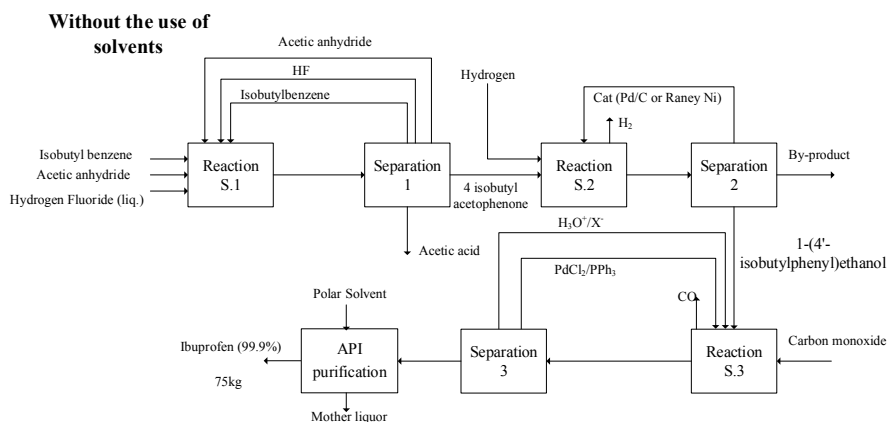 Without the use of
solvents
Acetic anhydride
HF
Isobutylbenzene
Hydrogen
Cat (Pd/C or Raney Ni)
H₂
Isobutyl benzene
Acetic anhydride
Hydrogen Fluoride (liq.)
Reaction
S.1
Separation
1
4 isobutyl
acetophenone
Reaction
S.2
Separation
2
By-product
Acetic acid
H₃O⁺/X⁻
PdCl₂/PPh₃
1-(4'-
isobutylphenyl)ethanol
CO
Polar Solvent
Ibuprofen (99.9%)
75kg
API
purification
Separation
3
Reaction
S.3
Carbon monoxide
Mother liquor